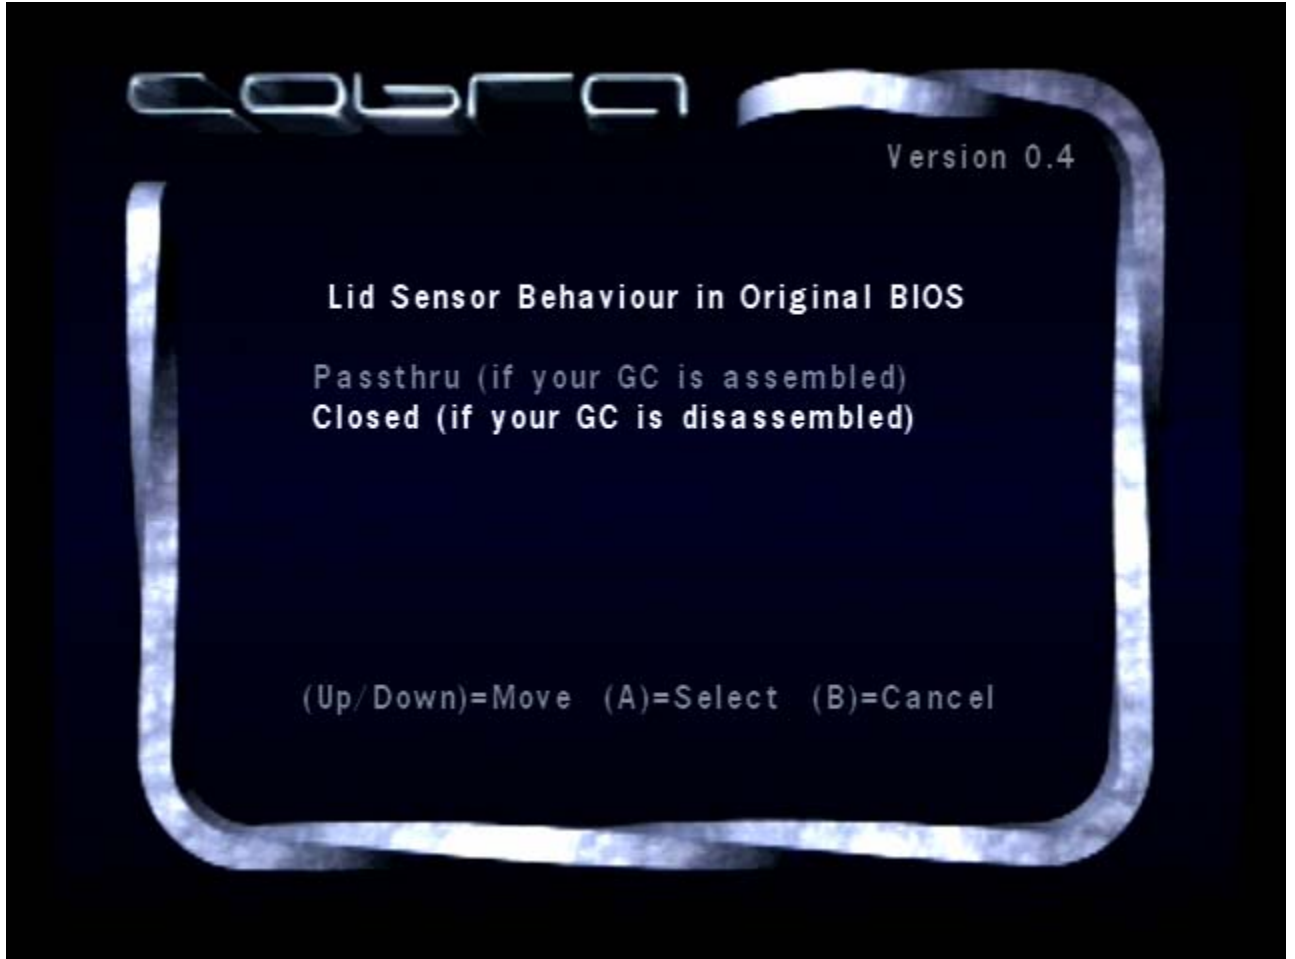 cobra
Version 0.4
Lid Sensor Behaviour in Original BIOS
Passthru (if your GC is assembled)
Closed (if your GC is disassembled)
(Up/Down)=Move (A)=Select (B)=Cancel